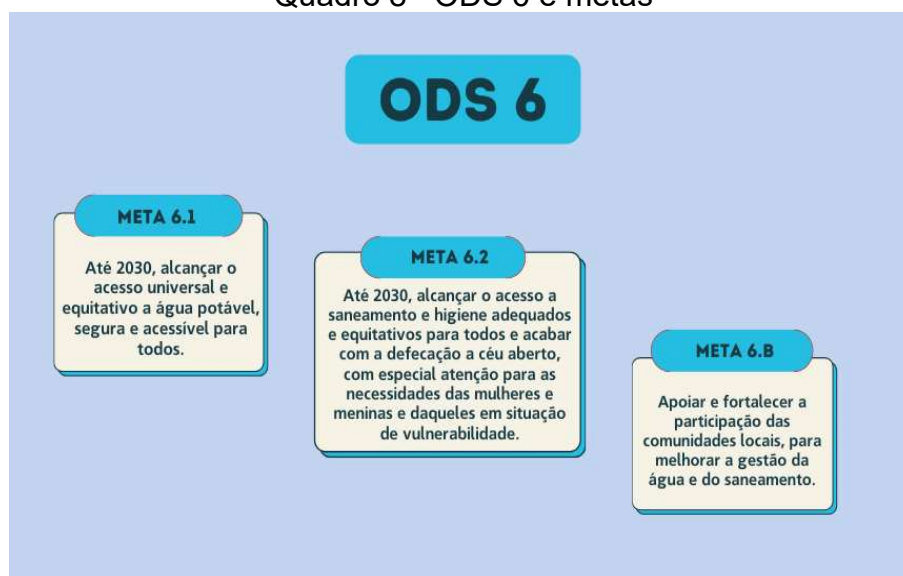 ODS 6 e metas
ODS 6
META 6.1
Até 2030, alcançar o
acesso universal e
equitativo a água potável,
segura e acessível para
todos.
META 6.2
Até 2030, alcançar o acesso a
saneamento e higiene adequados
e equitativos para todos e acabar
com a defecação a céu aberto,
com especial atenção para as
necessidades das mulheres e
meninas e daqueles em situação
de vulnerabilidade.
META 6.B
Apoiar e fortalecer a
participação das
comunidades locais, para
melhorar a gestão da
água e do saneamento.